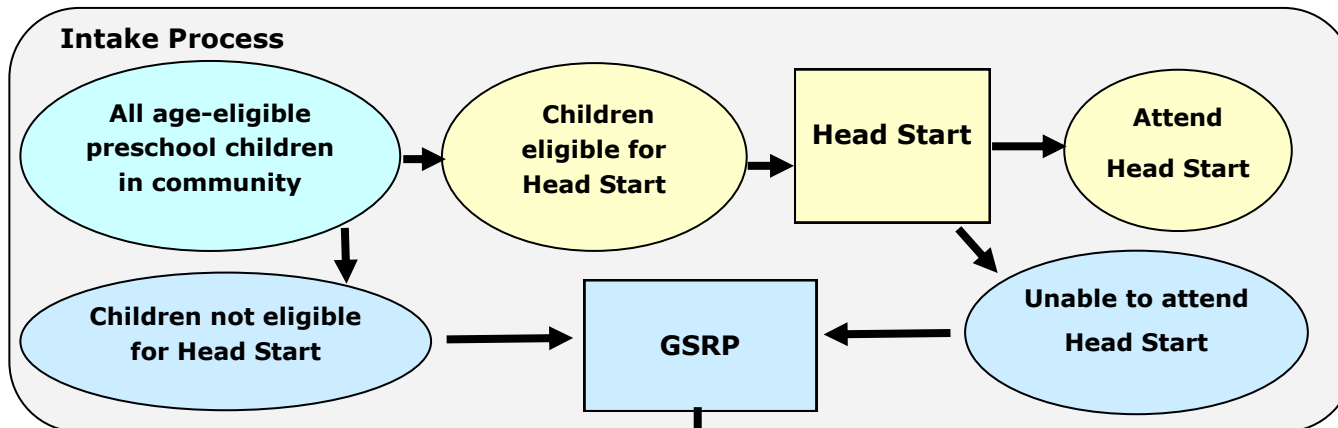 Intake Process
All age-eligible
preschool children
in community
Children
eligible for
Head Start
Head Start
Attend
Head Start
Children not eligible
for Head Start
GSRP
Unable to attend
Head Start